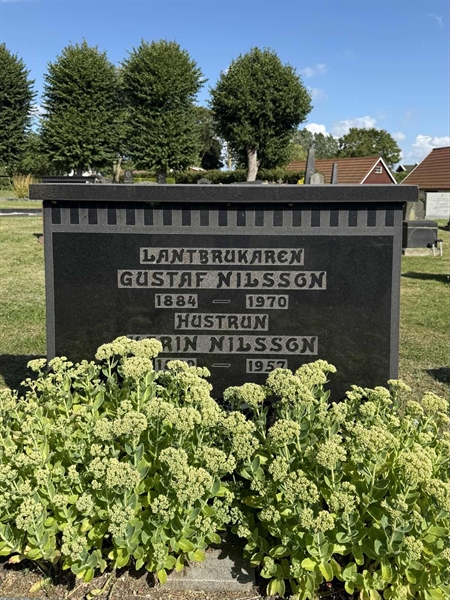 LANTBRUKAREN
GUSTAF NILSSON
1884 — 1970
HUSTRUN
NILSSON
— 1957